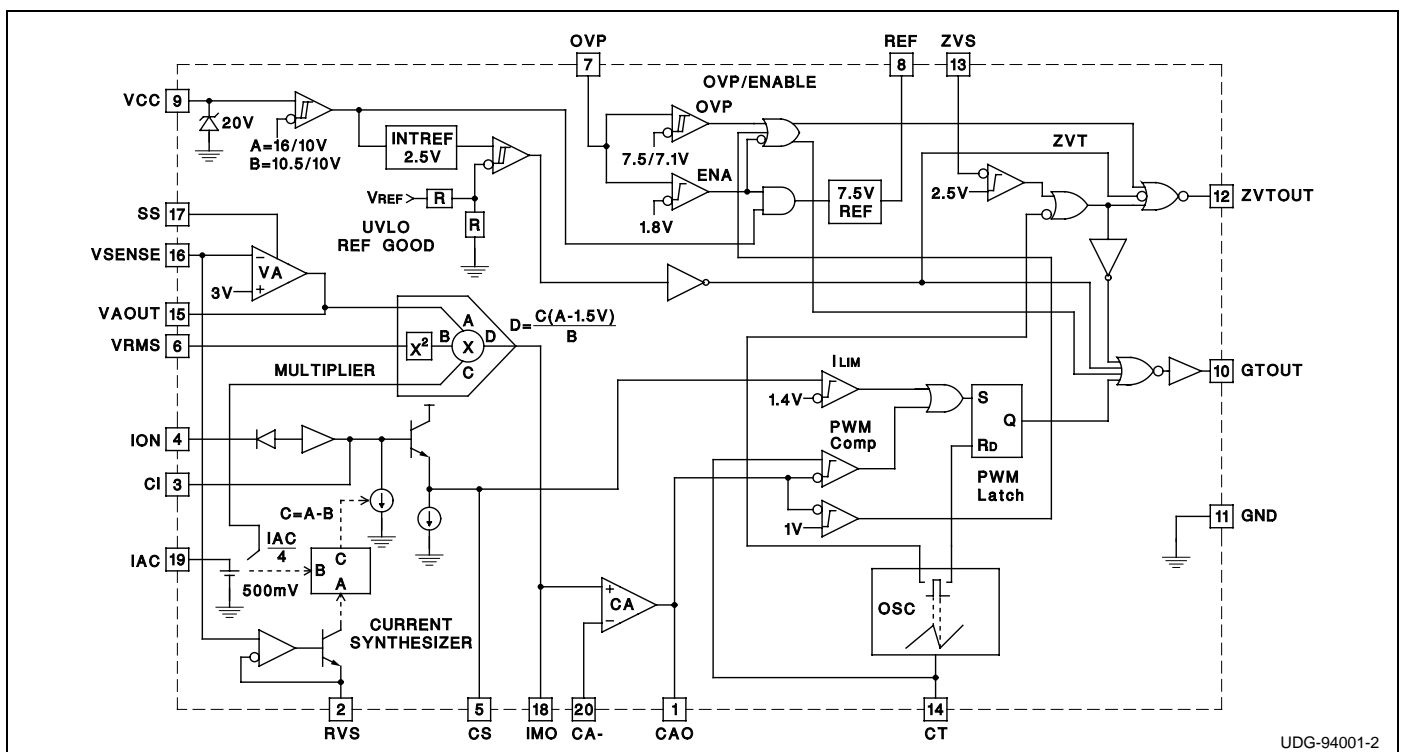 OVP
7
REF
8
ZVS
13
OVP/ENABLE
VCC
9
20V
A=16/10V
B=10.5/10V
INTREF
2.5V
OVP
7.5/7.1V
ENA
1.8V
7.5V
REF
ZVT
2.5V
12
ZVTOUT
VREF
R
R
UVLO
REF GOOD
SS
17
VSENSE
16
VA
3V
VAOUT
15
VRMS
6
X²
A
B
X
D
C
D=C(A-1.5V)/B
MULTIPLIER
ILIM
1.4V
PWM
Comp
1V
S
Q
RD
PWM
Latch
10
GTOUT
ION
4
CI
3
C=A-B
IAC
19
IAC/4
500mV
C
B
A
CURRENT
SYNTHESIZER
CA
OSC
11
GND
2
RVS
5
CS
18
IMO
20
CA-
1
CAO
14
CT
UDG-94001-2